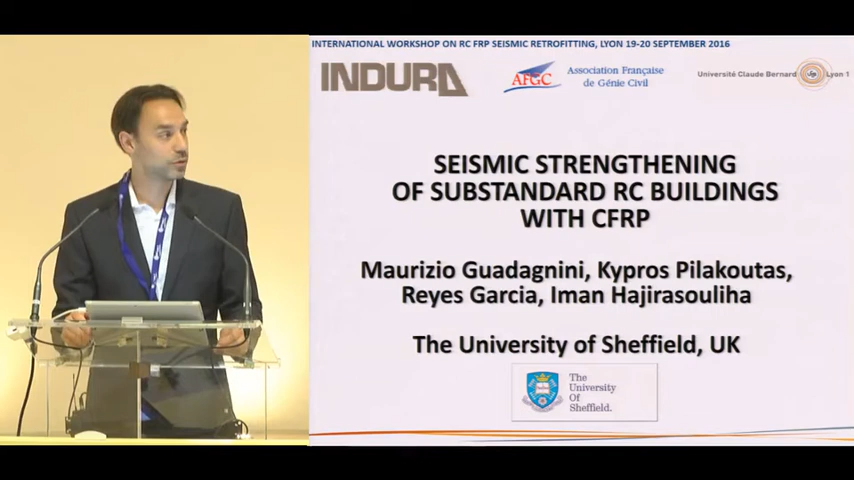 INTERNATIONAL WORKSHOP ON RC FRP SEISMIC RETROFITTING, LYON 19-20 SEPTEMBER 2016
INDURA
AFGC
Association Française
de Génie Civil
Université Claude Bernard
Lyon 1
SEISMIC STRENGTHENING
OF SUBSTANDARD RC BUILDINGS
WITH CFRP
Maurizio Guadagnini, Kypros Pilakoutas,
Reyes Garcia, Iman Hajirasouliha
The University of Sheffield, UK
The
University
Of
Sheffield.